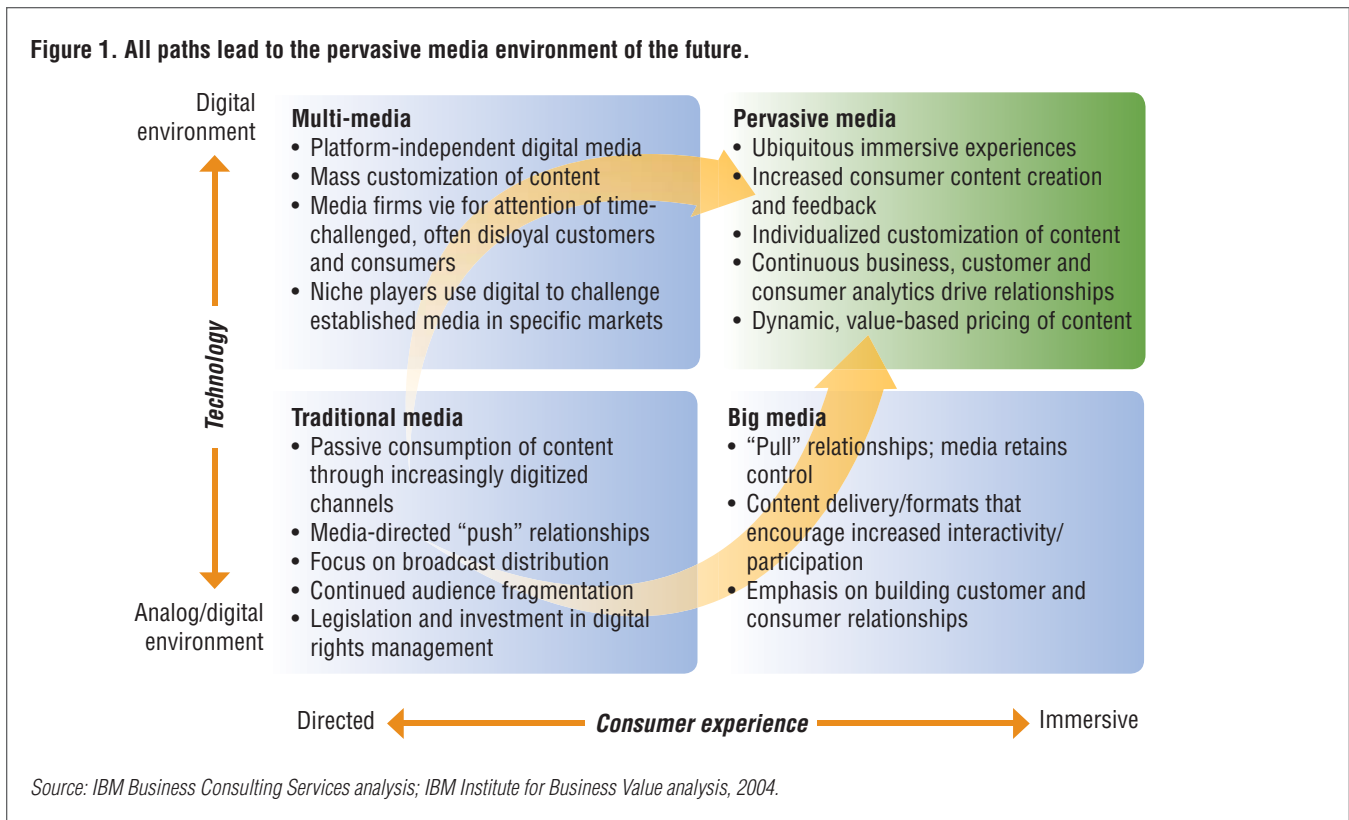 Figure 1. All paths lead to the pervasive media environment of the future.
Digital
environment
Technology
Analog/digital
environment
Multi-media
• Platform-independent digital media
• Mass customization of content
• Media firms vie for attention of time-
challenged, often disloyal customers
and consumers
• Niche players use digital to challenge
established media in specific markets
Pervasive media
• Ubiquitous immersive experiences
• Increased consumer content creation
and feedback
• Individualized customization of content
• Continuous business, customer and
consumer analytics drive relationships
• Dynamic, value-based pricing of content
Traditional media
• Passive consumption of content
through increasingly digitized
channels
• Media-directed “push” relationships
• Focus on broadcast distribution
• Continued audience fragmentation
• Legislation and investment in digital
rights management
Big media
• “Pull” relationships; media retains
control
• Content delivery/formats that
encourage increased interactivity/
participation
• Emphasis on building customer and
consumer relationships
Directed
Consumer experience
Immersive
Source: IBM Business Consulting Services analysis; IBM Institute for Business Value analysis, 2004.